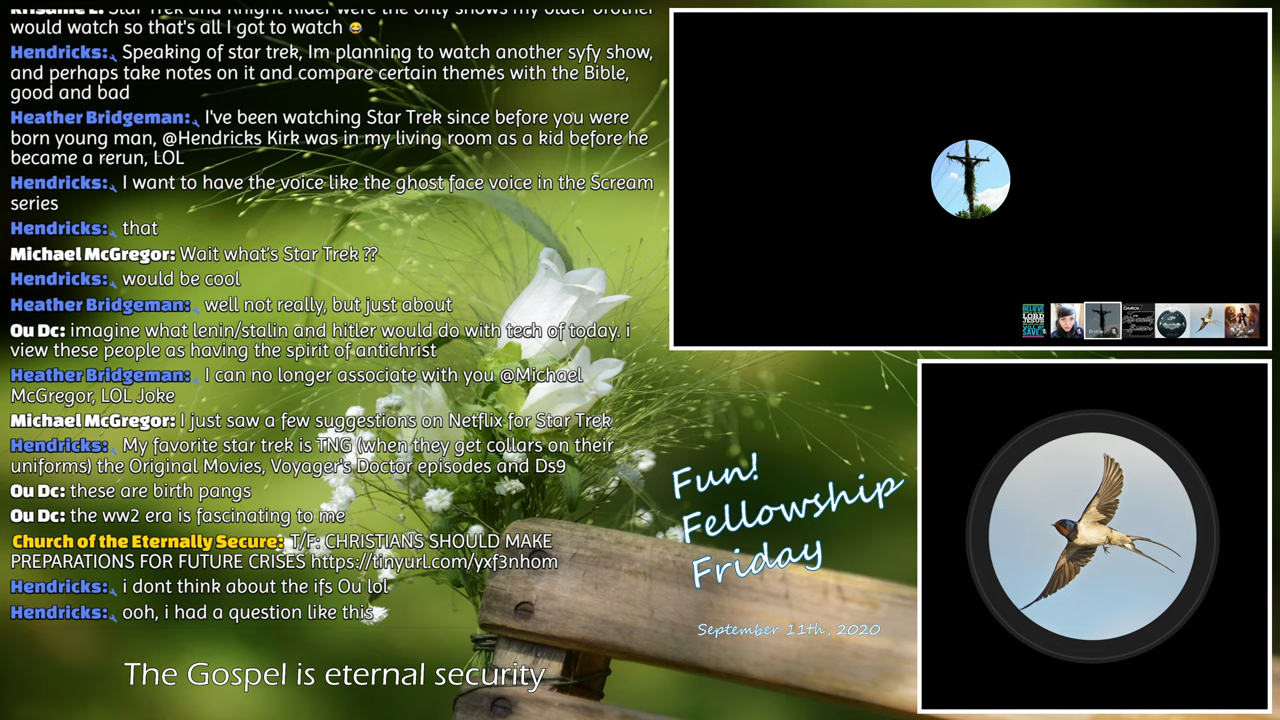 Krisanne L: Star Trek and Knight Rider were the only shows my older brother
would watch so that's all I got to watch
Hendricks: Speaking of star trek, Im planning to watch another syfy show,
and perhaps take notes on it and compare certain themes with the Bible,
good and bad
Heather Bridgeman: I've been watching Star Trek since before you were
born young man, @Hendricks Kirk was in my living room as a kid before he
became a rerun, LOL
Hendricks: I want to have the voice like the ghost face voice in the Scream
series
Hendricks: that
Michael McGregor: Wait what's Star Trek ??
Hendricks: would be cool
Heather Bridgeman: well not really, but just about
Ou Dc: imagine what lenin/stalin and hitler would do with tech of today. i
view these people as having the spirit of antichrist
Heather Bridgeman: I can no longer associate with you @Michael
McGregor, LOL Joke
Michael McGregor: I just saw a few suggestions on Netflix for Star Trek
Hendricks: My favorite star trek is TNG (when they get collars on their
uniforms) the Original Movies, Voyager's Doctor episodes and Ds9
Ou Dc: these are birth pangs
Ou Dc: the ww2 era is fascinating to me
Church of the Eternally Secure: T/F: CHRISTIANS SHOULD MAKE
PREPARATIONS FOR FUTURE CRISES https://tinyurl.com/yxf3nhom
Hendricks: i dont think about the ifs Ou lol
Hendricks: ooh, i had a question like this
The Gospel is eternal security
Fun!
Fellowship
Friday
September 11th, 2020
BELIEVE
LORD
JESUS
SAVE
CHURCH